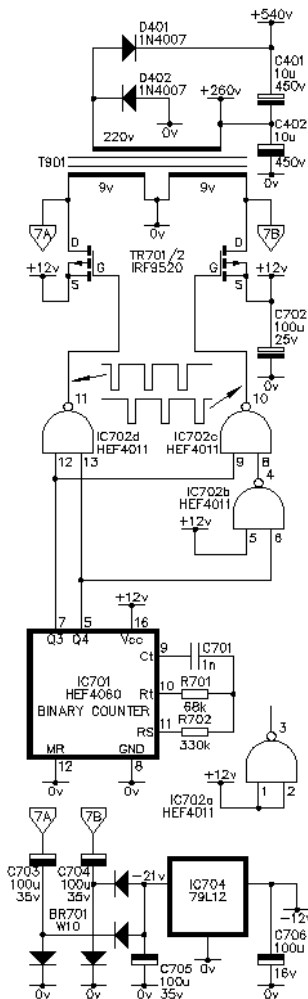 D401
1N4007
+540v
D402
1N4007
+260v
C401
10u
450v
C402
10u
450v
0v
220v
0v
T901
9v
9v
7A
0v
7B
D
G
S
+12v
TR701/2
IRF9520
D
G
S
+12v
C702
100u
25v
0v
11
10
IC702d
HEF4011
IC702c
HEF4011
12
13
9
8
4
IC702b
HEF4011
+12v
5
6
7
5
+12v
16
Q3
Q4
Vcc
Ct
9
C701
1n
IC701
HEF4060
BINARY COUNTER
Rt
10
R701
68k
RS
11
R702
330k
MR
GND
12
8
0v
0v
3
+12v
1
2
IC702a
HEF4011
7A
7B
C703
100u
35v
C704
100u
35v
-21v
IC704
79L12
-12v
BR701
W10
C705
100u
35v
0v
C706
100u
16v
0v
0v
0v
0v